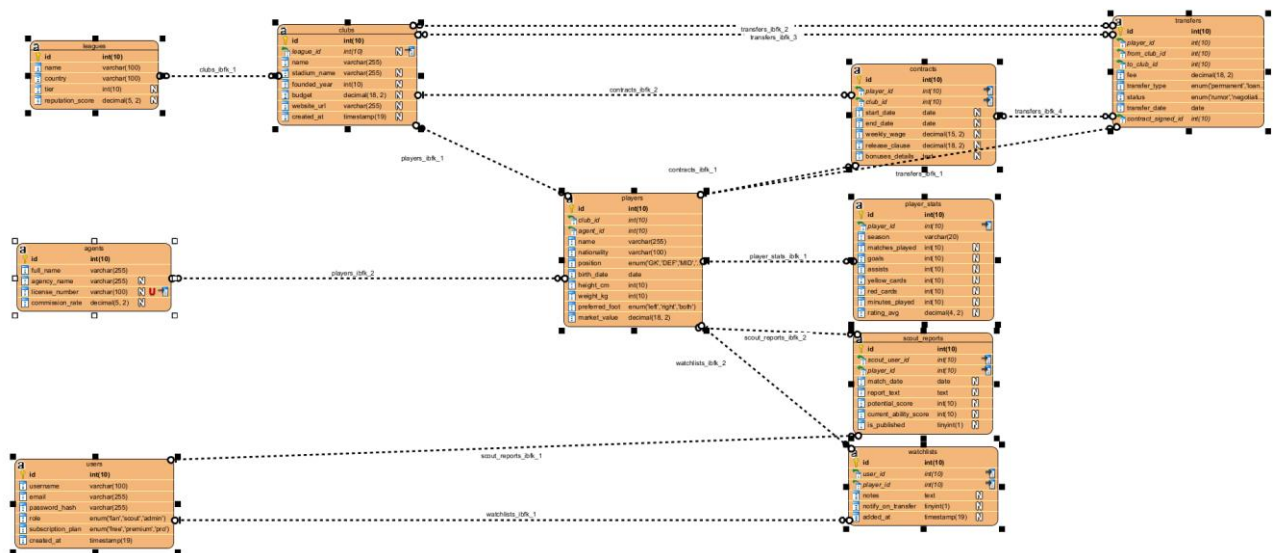 leagues
id int(10)
name varchar(100)
country varchar(100)
tier int(10) N
reputation_score decimal(5, 2) N
clubs_ibfk_1
clubs
id int(10)
league_id int(10) N
name varchar(255)
stadium_name varchar(255) N
founded_year int(10) N
budget decimal(18, 2) N
website_url varchar(255) N
created_at timestamp(19) N
transfers_ibfk_2
transfers_ibfk_3
transfers
id int(10)
player_id int(10)
from_club_id int(10)
to_club_id int(10)
fee decimal(18, 2)
transfer_type enum('permanent','loan...
status
transfer_date date
contract_signed_id int(10)
contracts_ibfk_2
contracts
id int(10)
player_id int(10)
club_id int(10)
start_date date N
end_date date N
weekly_wage decimal(15, 2) N
release_clause decimal(18, 2) N
bonuses_details text N
transfers_ibfk_4
players_ibfk_1
contracts_ibfk_1
transfers_ibfk_1
players
id int(10)
club_id int(10)
agent_id int(10)
name varchar(255)
nationality varchar(100)
position enum('GK','DEF','MID',...
birth_date date
height_cm int(10)
weight_kg int(10)
preferred_foot enum('left','right','both')
market_value decimal(18, 2)
player_stats_ibfk_1
player_stats
id int(10)
player_id int(10)
season varchar(20)
matches_played int(10) N
goals int(10) N
assists int(10) N
yellow_cards int(10) N
red_cards int(10) N
minutes_played int(10) N
rating_avg decimal(4, 2) N
agents
id int(10)
full_name varchar(255)
agency_name varchar(255) N
license_number varchar(100) N U
commission_rate decimal(5, 2) N
players_ibfk_2
scout_reports_ibfk_2
watchlists_ibfk_2
scout_reports
id int(10)
scout_user_id int(10)
player_id int(10)
match_date date N
report_text text N
potential_score int(10) N
current_ability_score int(10) N
is_published tinyint(1) N
scout_reports_ibfk_1
watchlists
id int(10)
user_id int(10)
player_id int(10)
notes text N
notify_on_transfer tinyint(1) N
added_at timestamp(19) N
users
id int(10)
username varchar(100)
email varchar(255)
password_hash varchar(255)
role enum('fan','scout','admin')
subscription_plan enum('free','premium','pro')
created_at timestamp(19)
watchlists_ibfk_1